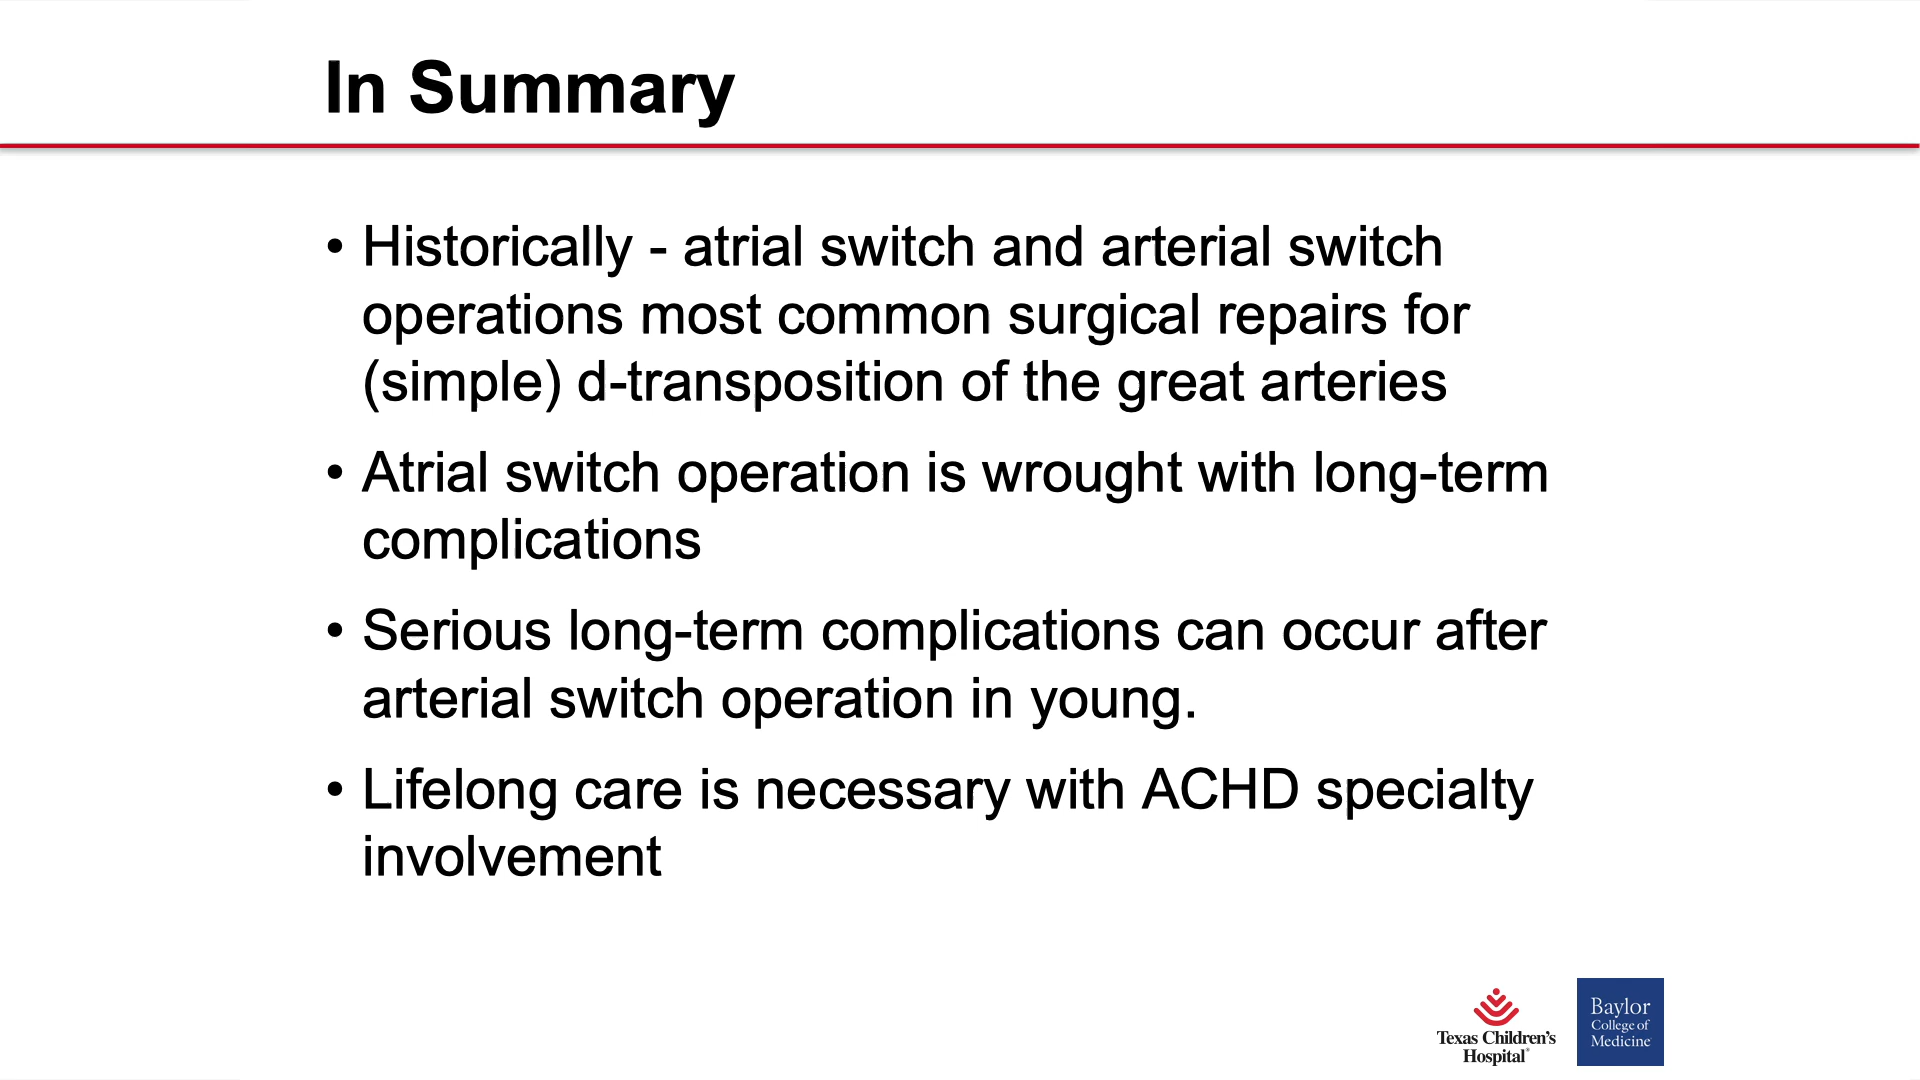 In Summary
• Historically - atrial switch and arterial switch
operations most common surgical repairs for
(simple) d-transposition of the great arteries
• Atrial switch operation is wrought with long-term
complications
• Serious long-term complications can occur after
arterial switch operation in young.
• Lifelong care is necessary with ACHD specialty
involvement
Texas Children's
Hospital®
Baylor
College of
Medicine